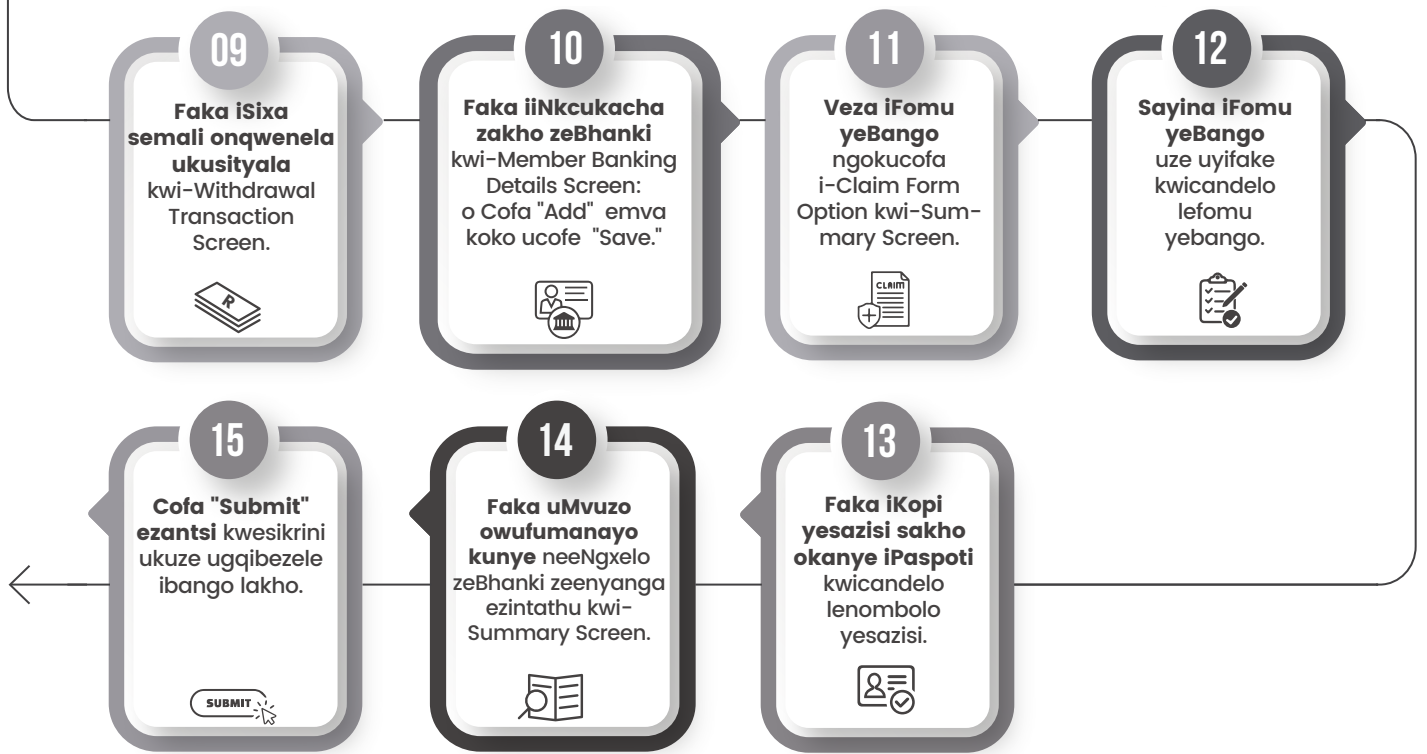 09
Faka iSixa
semali onqwenela
ukusityala
kwi-Withdrawal
Transaction
Screen.
R
10
Faka iiNkcukacha
zakho zeBhanki
kwi-Member Banking
Details Screen:
o Cofa "Add" emva
koko ucofe "Save."
11
Veza iFomu
yeBango
ngokucofa
i-Claim Form
Option kwi-Sum-
mary Screen.
CLAIM
12
Sayina iFomu
yeBango
uze uyifake
kwicandelo
lefomu
yebango.
13
Faka iKopi
yesazisi sakho
okanye iPaspoti
kwicandelo
lenombolo
yesazisi.
14
Faka uMvuzo
owufumanayo
kunye neeNgxelo
zeBhanki zeenyanga
ezintathu kwi-
Summary Screen.
15
Cofa "Submit"
ezantsi kwesikrini
ukuze ugqibezele
ibango lakho.
SUBMIT